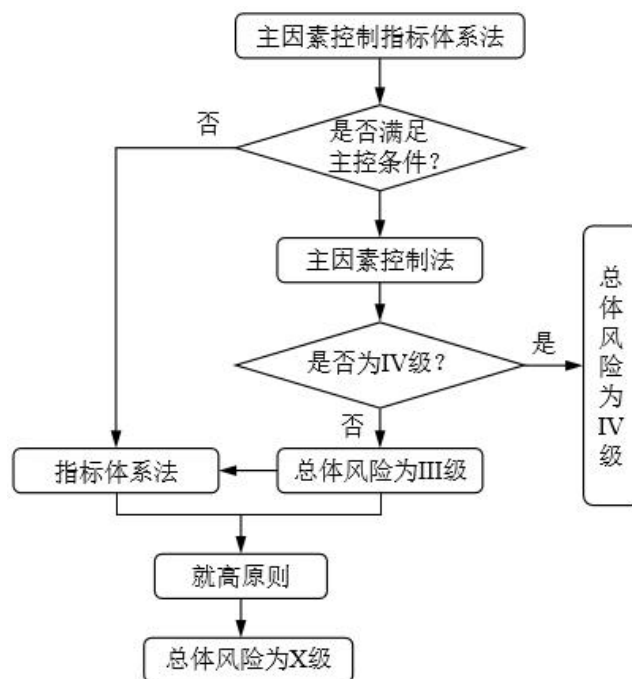 主因素控制指标体系法
否
是否满足
主控条件？
主因素控制法
是否为IV级？
是
总体风险为IV级
否
指标体系法
总体风险为III级
就高原则
总体风险为X级